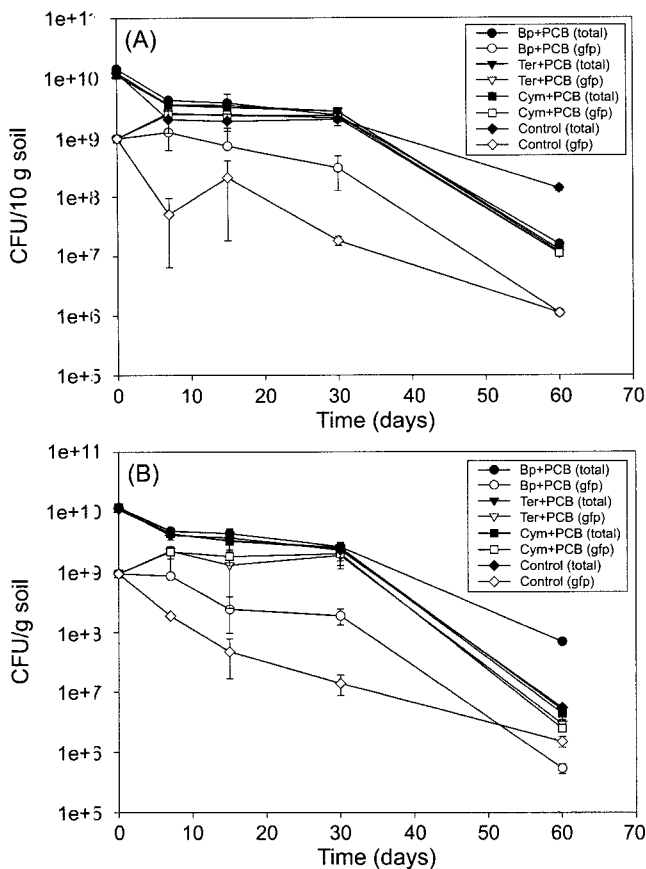 (A)
1e+11
1e+10
1e+9
1e+8
1e+7
1e+6
1e+5
CFU/10 g soil
Bp+PCB (total)
Bp+PCB (gfp)
Ter+PCB (total)
Ter+PCB (gfp)
Cym+PCB (total)
Cym+PCB (gfp)
Control (total)
Control (gfp)
0 10 20 30 40 50 60 70
Time (days)
(B)
1e+11
1e+10
1e+9
1e+3
1e+7
1e+6
1e+5
CFU/g soil
Bp+PCB (total)
Bp+PCB (gfp)
Ter+PCB (total)
Ter+PCB (gfp)
Cym+PCB (total)
Cym+PCB (gfp)
Control (total)
Control (gfp)
0 10 20 30 40 50 60 70
Time (days)